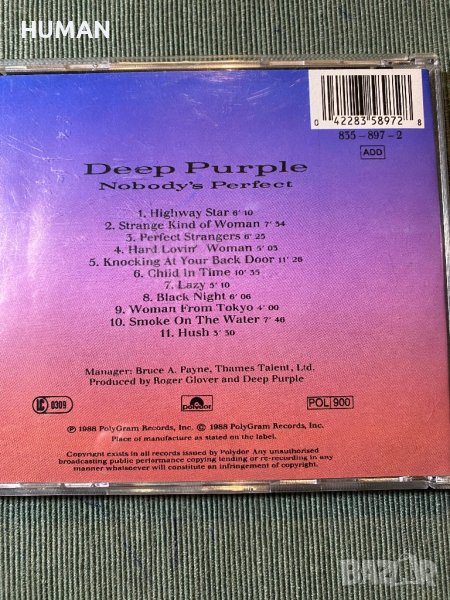 HUMAN
0 42283 58972 8
835-897-2
ADD
Deep Purple
Nobody's Perfect
1. Highway Star 6' 10
2. Strange Kind of Woman 7' 34
3. Perfect Strangers 6' 25
4. Hard Lovin' Woman 5' 03
5. Knocking At Your Back Door 11' 26
6. Child In Time 10' 35
7. Lazy 5' 10
8. Black Night 6' 06
9. Woman From Tokyo 4' 00
10. Smoke On The Water 7' 46
11. Hush 3' 30
Manager: Bruce A. Payne, Thames Talent, Ltd.
Produced by Roger Glover and Deep Purple
LC 0309
polydor
POL 900
℗ 1988 PolyGram Records, Inc. © 1988 PolyGram Records, Inc.
Place of manufacture as stated on the label.
Copyright exists in all records issued by Polydor Any unauthorised
broadcasting public performance copying lending or re-recording in any
manner whatsoever will constitute an infringement of copyright.
BAZAR